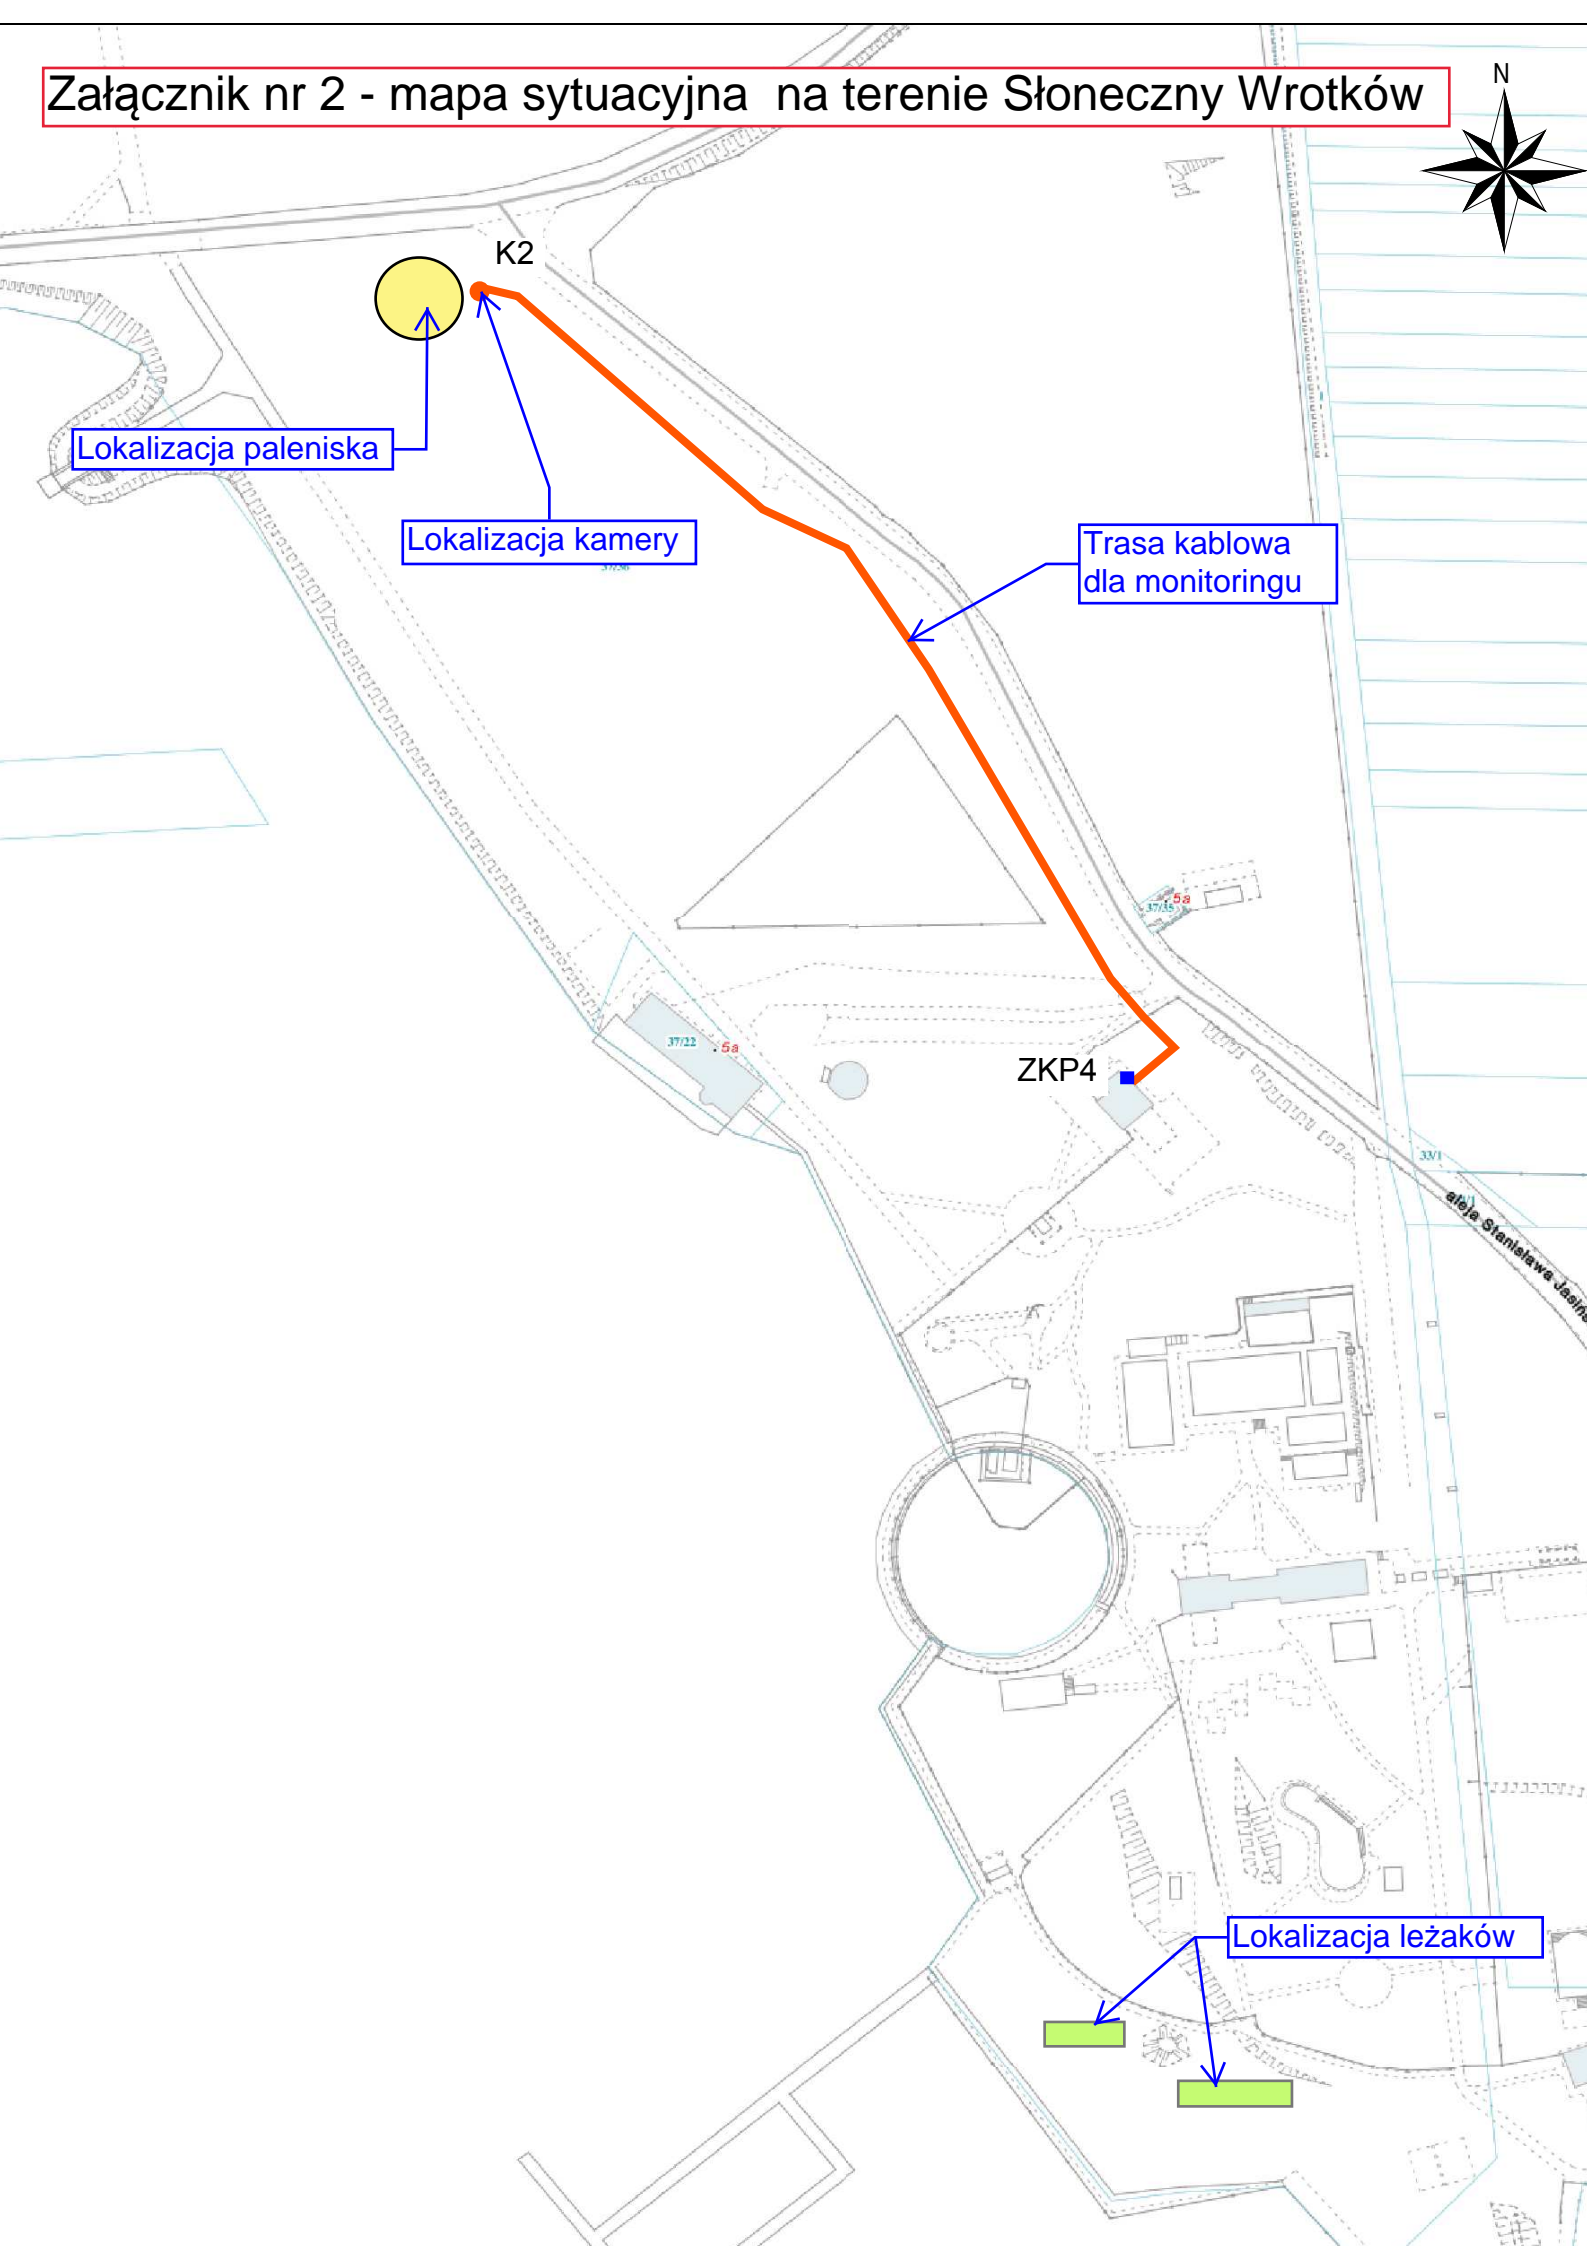 Załącznik nr 2 - mapa sytuacyjna na terenie Słoneczny Wrotków
N
K2
Lokalizacja paleniska
Lokalizacja kamery
Trasa kablowa
dla monitoringu
37/35
5a
37/22
5a
ZKP4
33/1
aleja Stanisława
Lokalizacja leżaków